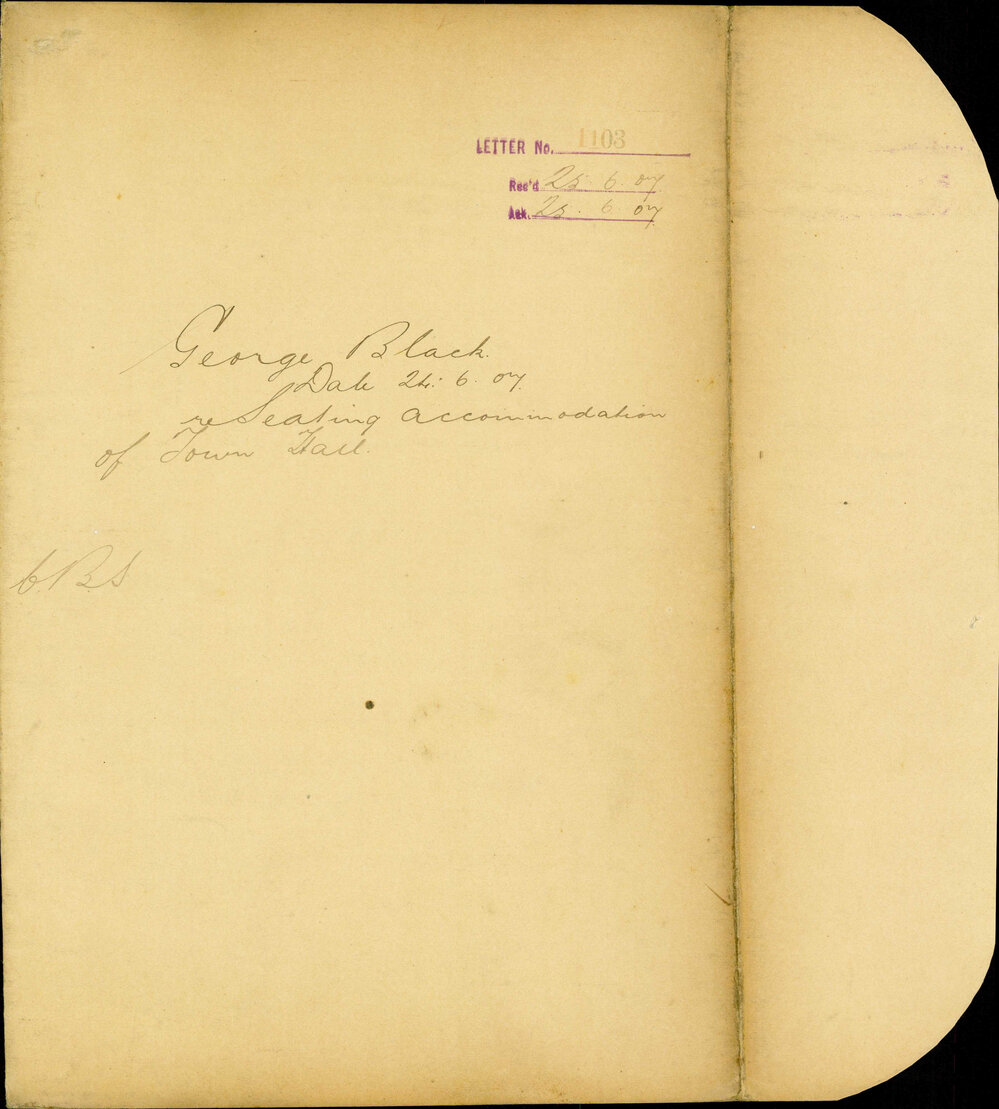 LETTER No. 1103
Rec'd 25. 6. 07
Ack. 25. 6. 07
George Black.
Date 24. 6. 07.
re Seating accommodation
of Town Hall.
C.B.S